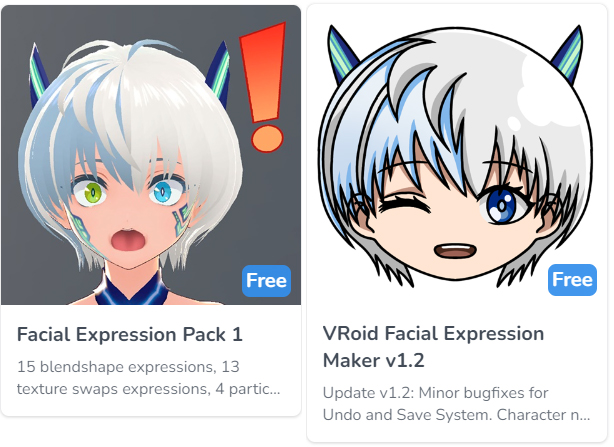 Free
Facial Expression Pack 1
15 blendshape expressions, 13
texture swaps expressions, 4 partic...
Free
VRoid Facial Expression
Maker v1.2
Update v1.2: Minor bugfixes for
Undo and Save System. Character n...